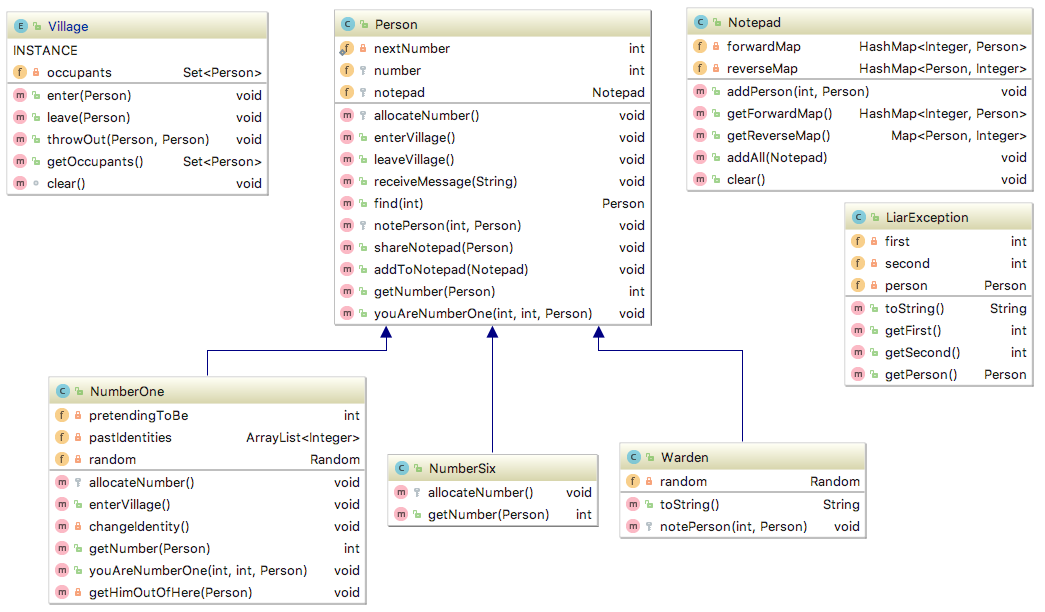 E Village
INSTANCE
f occupants Set<Person>
m enter(Person) void
m leave(Person) void
m throwOut(Person, Person) void
m getOccupants() Set<Person>
m clear() void
C Person
f nextNumber int
f number int
f notepad Notepad
m allocateNumber() void
m enterVillage() void
m leaveVillage() void
m receiveMessage(String) void
m find(int) Person
m notePerson(int, Person) void
m shareNotepad(Person) void
m addToNotepad(Notepad) void
m getNumber(Person) int
m youAreNumberOne(int, int, Person) void
C Notepad
f forwardMap HashMap<Integer, Person>
f reverseMap HashMap<Person, Integer>
m addPerson(int, Person) void
m getForwardMap() HashMap<Integer, Person>
m getReverseMap() Map<Person, Integer>
m addAll(Notepad) void
m clear() void
C LiarException
f first int
f second int
f person Person
m toString() String
m getFirst() int
m getSecond() int
m getPerson() Person
C NumberOne
f pretendingToBe int
f pastIdentities ArrayList<Integer>
f random Random
m allocateNumber() void
m enterVillage() void
m changeIdentity() void
m getNumber(Person) int
m youAreNumberOne(int, int, Person) void
m getHimOutOfHere(Person) void
C NumberSix
m allocateNumber() void
m getNumber(Person) int
C Warden
f random Random
m toString() String
m notePerson(int, Person) void